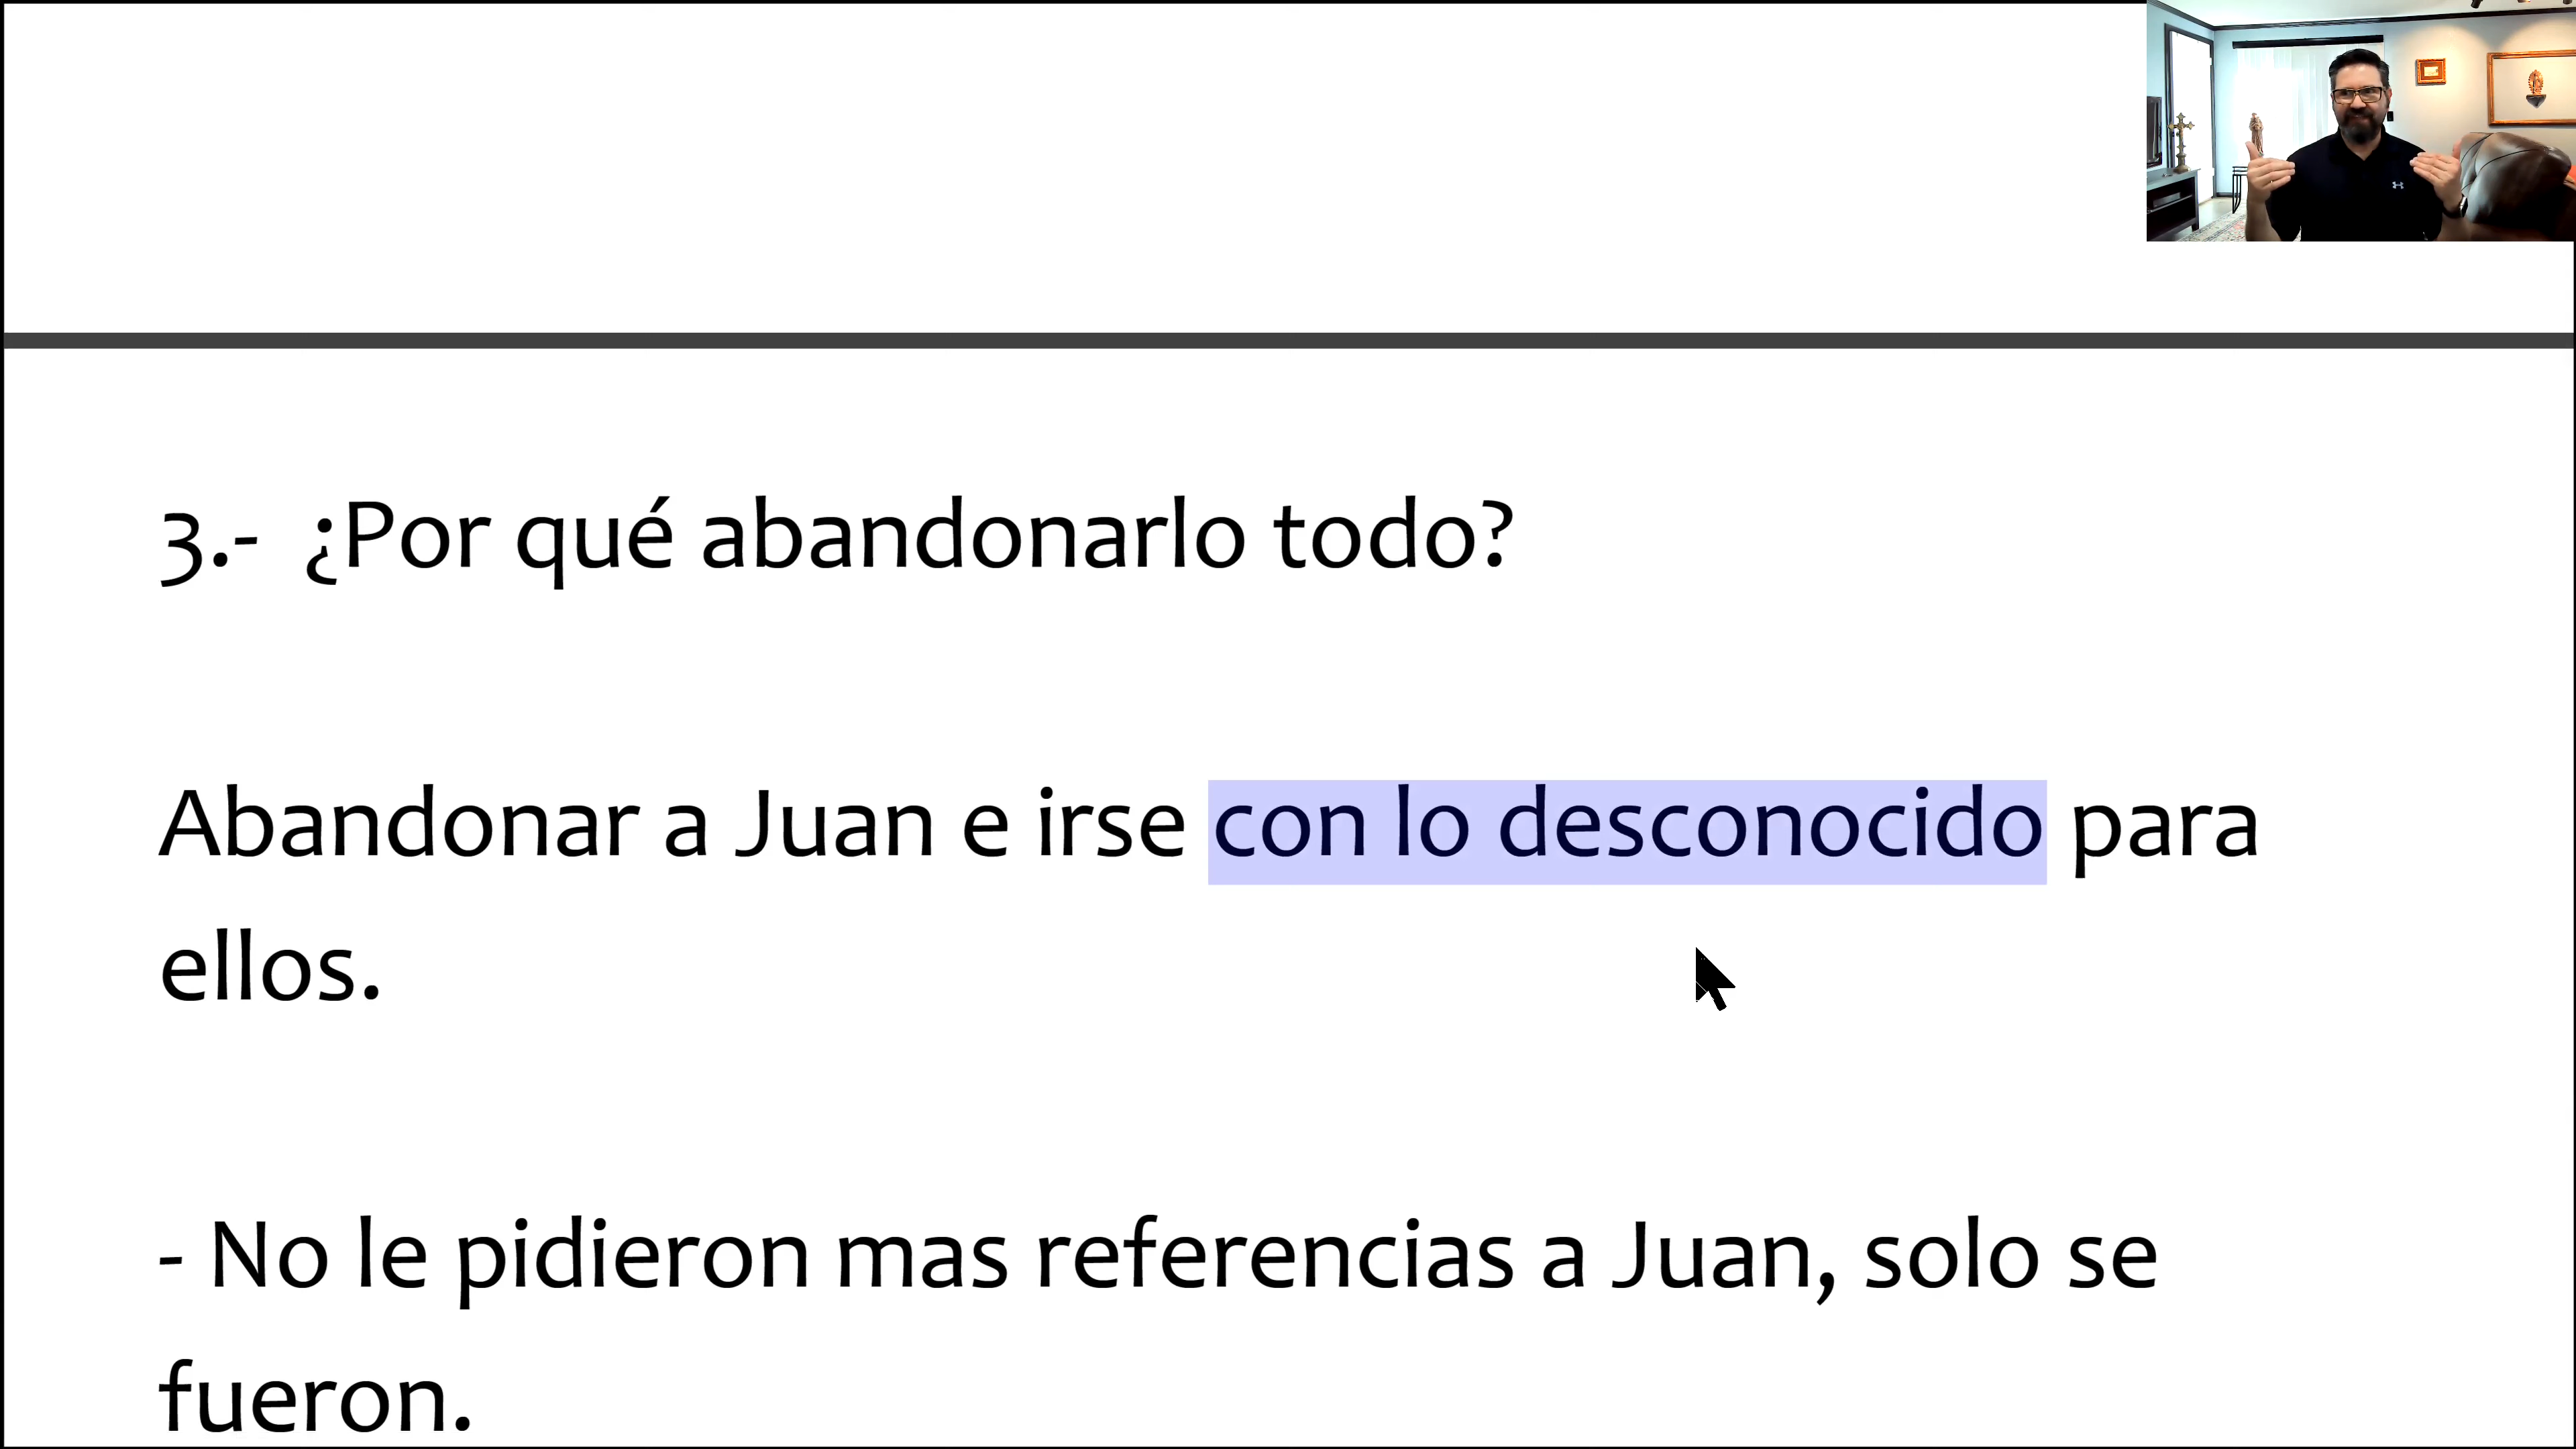 3.- ¿Por qué abandonarlo todo?
Abandonar a Juan e irse con lo desconocido para
ellos.
- No le pidieron mas referencias a Juan, solo se
fueron.